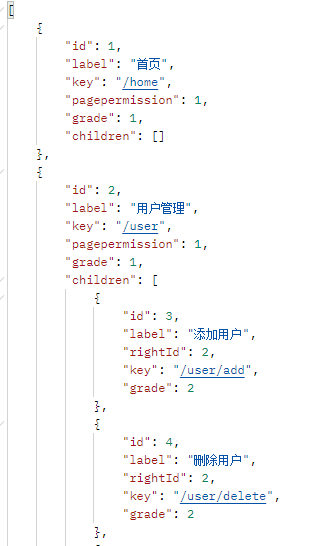 [
{
"id": 1,
"label": "首页",
"key": "/home",
"pagepermission": 1,
"grade": 1,
"children": []
},
{
"id": 2,
"label": "用户管理",
"key": "/user",
"pagepermission": 1,
"grade": 1,
"children": [
{
"id": 3,
"label": "添加用户",
"rightId": 2,
"key": "/user/add",
"grade": 2
},
{
"id": 4,
"label": "删除用户",
"rightId": 2,
"key": "/user/delete",
"grade": 2
},